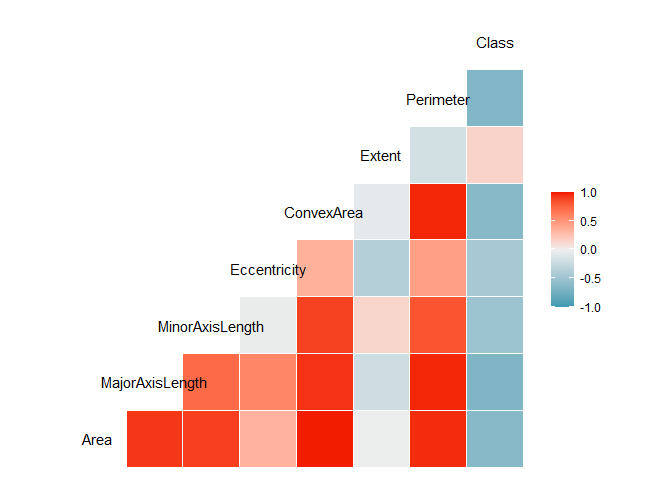 Class
Perimeter
Extent
ConvexArea
Eccentricity
MinorAxisLength
MajorAxisLength
Area
1.0
0.5
0.0
-0.5
-1.0